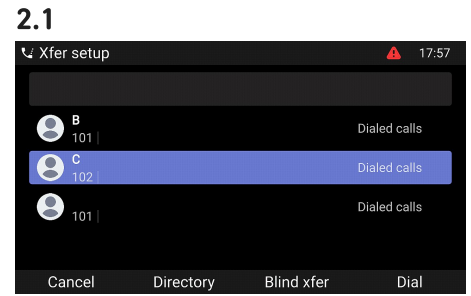 2.1
Xfer setup 17:57
B
101 Dialed calls
C
102 Dialed calls
101 Dialed calls
Cancel Directory Blind xfer Dial